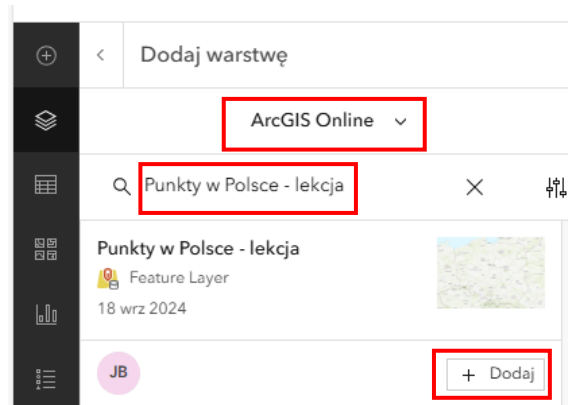 Dodaj warstwę
ArcGIS Online
Punkty w Polsce - lekcja
Punkty w Polsce - lekcja
Feature Layer
18 wrz 2024
JB
+ Dodaj